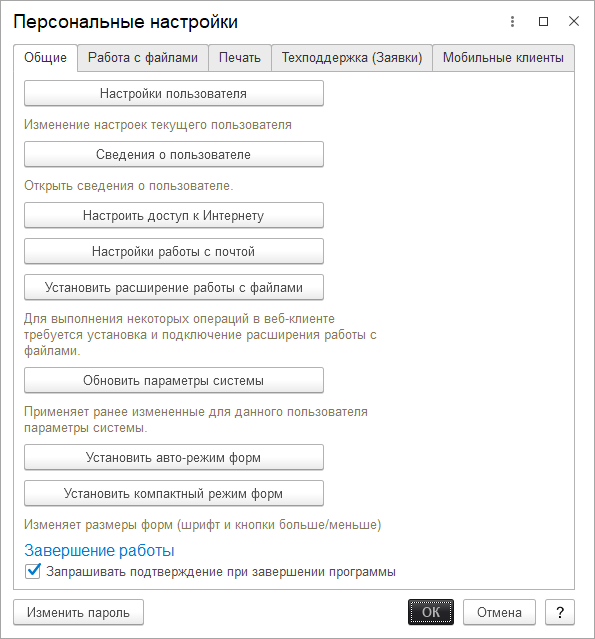 Персональные настройки
Общие
Работа с файлами
Печать
Техподдержка (Заявки)
Мобильные клиенты
Настройки пользователя
Изменение настроек текущего пользователя
Сведения о пользователе
Открыть сведения о пользователе.
Настроить доступ к Интернету
Настройки работы с почтой
Установить расширение работы с файлами
Для выполнения некоторых операций в веб-клиенте
требуется установка и подключение расширения работы с
файлами.
Обновить параметры системы
Применяет ранее измененные для данного пользователя
параметры системы.
Установить авто-режим форм
Установить компактный режим форм
Изменяет размеры форм (шрифт и кнопки больше/меньше)
Завершение работы
Запрашивать подтверждение при завершении программы
Изменить пароль
ОК
Отмена
?